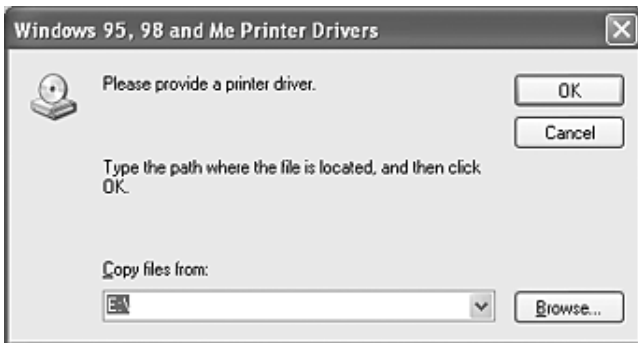 Windows 95, 98 and Me Printer Drivers
Please provide a printer driver.
OK
Cancel
Type the path where the file is located, and then click
OK.
Copy files from:
E:\
Browse...